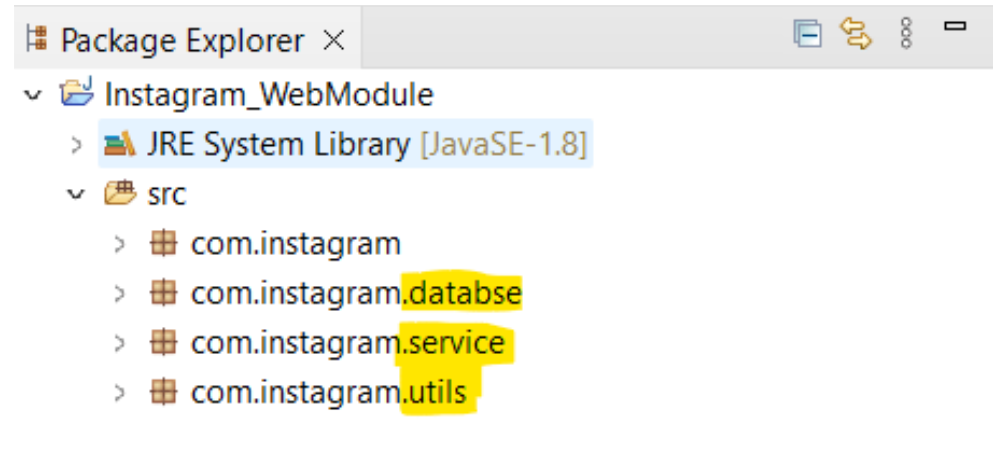 Package Explorer
Instagram_WebModule
JRE System Library [JavaSE-1.8]
src
com.instagram
com.instagram.databse
com.instagram.service
com.instagram.utils